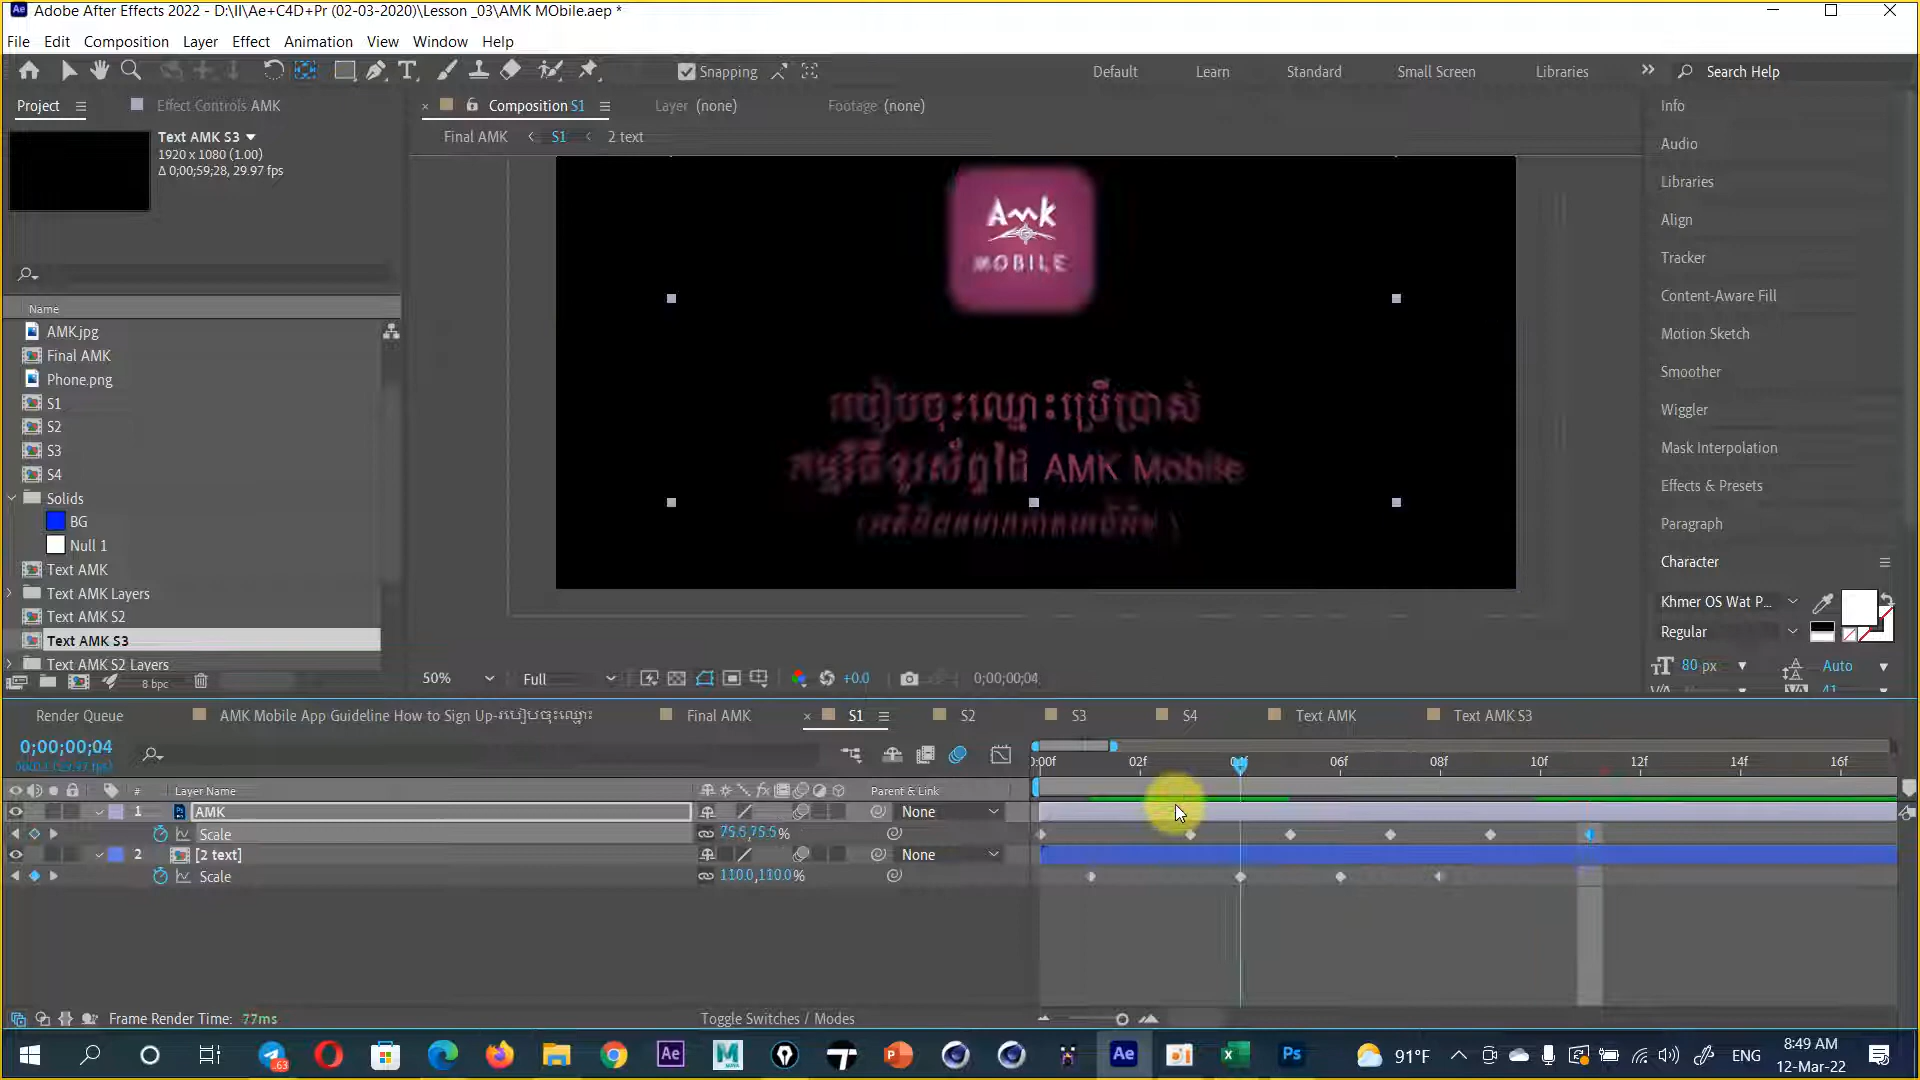 Adobe After Effects 2022 - D:\II\Ae+C4D+Pr (02-03-2020)\Lesson _03\AMK MObile.aep *
File Edit Composition Layer Effect Animation View Window Help
Snapping
Default Learn Standard Small Screen Libraries Search Help
Project Effect Controls AMK Composition S1 Layer (none) Footage (none)
Text AMK S3
1920 x 1080 (1.00)
Δ 0;00;59;28, 29.97 fps
Final AMK S1 2 text
Amk
MOBILE
AMK Mobile
Name
AMK.jpg
Final AMK
Phone.png
S1
S2
S3
S4
Solids
BG
Null 1
Text AMK
Text AMK Layers
Text AMK S2
Text AMK S3
Text AMK S2 Layers
8 bpc
50% Full +0.0 0;00;00;04
Info
Audio
Libraries
Align
Tracker
Content-Aware Fill
Motion Sketch
Smoother
Wiggler
Mask Interpolation
Effects & Presets
Paragraph
Character
Khmer OS Wat P...
Regular
80 px Auto
Render Queue AMK Mobile App Guideline How to Sign Up-របៀបចុះឈ្មោះ Final AMK S1 S2 S3 S4 Text AMK Text AMK S3
0;00;00;04
02f 06f 08f 10f 12f 14f 16f
# Layer Name Parent & Link
1 AMK None
Scale 75.5,75.5%
2 [2 text] None
Scale 110.0,110.0%
Frame Render Time: 77ms
Toggle Switches / Modes
91°F ENG 8:49 AM
12-Mar-22